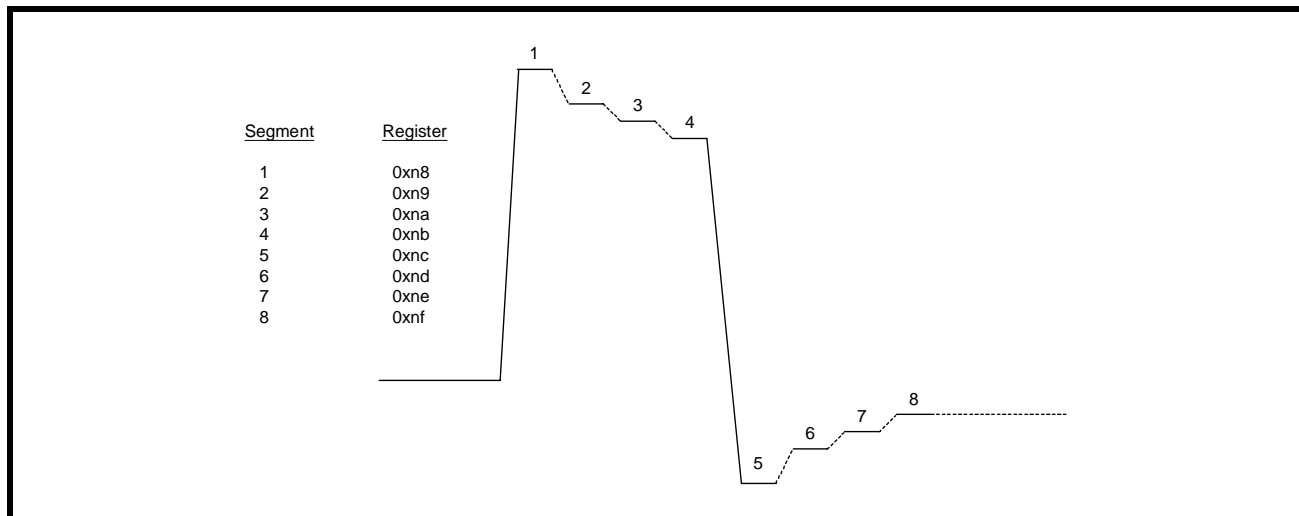 1
2
3
4
Segment Register
1 0xn8
2 0xn9
3 0xna
4 0xnb
5 0xnc
6 0xnd
7 0xne
8 0xnf
8
7
6
5